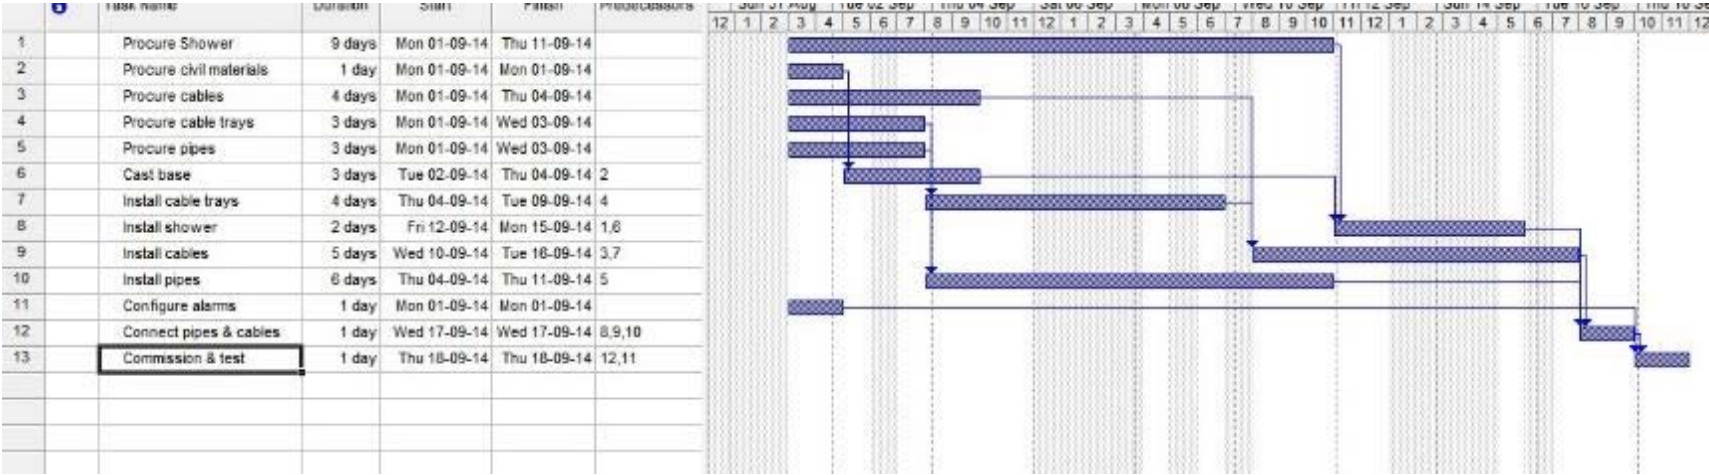 Task Name Duration Start Finish Predecessors
Sun 31 Aug Tue 02 Sep Thu 04 Sep Sat 06 Sep Mon 08 Sep Wed 10 Sep Fri 12 Sep Sun 14 Sep Tue 16 Sep Thu 18 Se
12 1 2 3 4 5 6 7 8 9 10 11 12 1 2 3 4 5 6 7 8 9 10 11 12 1 2 3 4 5 6 7 8 9 10 11 12
1 Procure Shower 9 days Mon 01-09-14 Thu 11-09-14
2 Procure civil materials 1 day Mon 01-09-14 Mon 01-09-14
3 Procure cables 4 days Mon 01-09-14 Thu 04-09-14
4 Procure cable trays 3 days Mon 01-09-14 Wed 03-09-14
5 Procure pipes 3 days Mon 01-09-14 Wed 03-09-14
6 Cast base 3 days Tue 02-09-14 Thu 04-09-14 2
7 Install cable trays 4 days Thu 04-09-14 Tue 09-09-14 4
8 Install shower 2 days Fri 12-09-14 Mon 15-09-14 1,6
9 Install cables 5 days Wed 10-09-14 Tue 16-09-14 3,7
10 Install pipes 6 days Thu 04-09-14 Thu 11-09-14 5
11 Configure alarms 1 day Mon 01-09-14 Mon 01-09-14
12 Connect pipes & cables 1 day Wed 17-09-14 Wed 17-09-14 8,9,10
13 Commission & test 1 day Thu 18-09-14 Thu 18-09-14 12,11